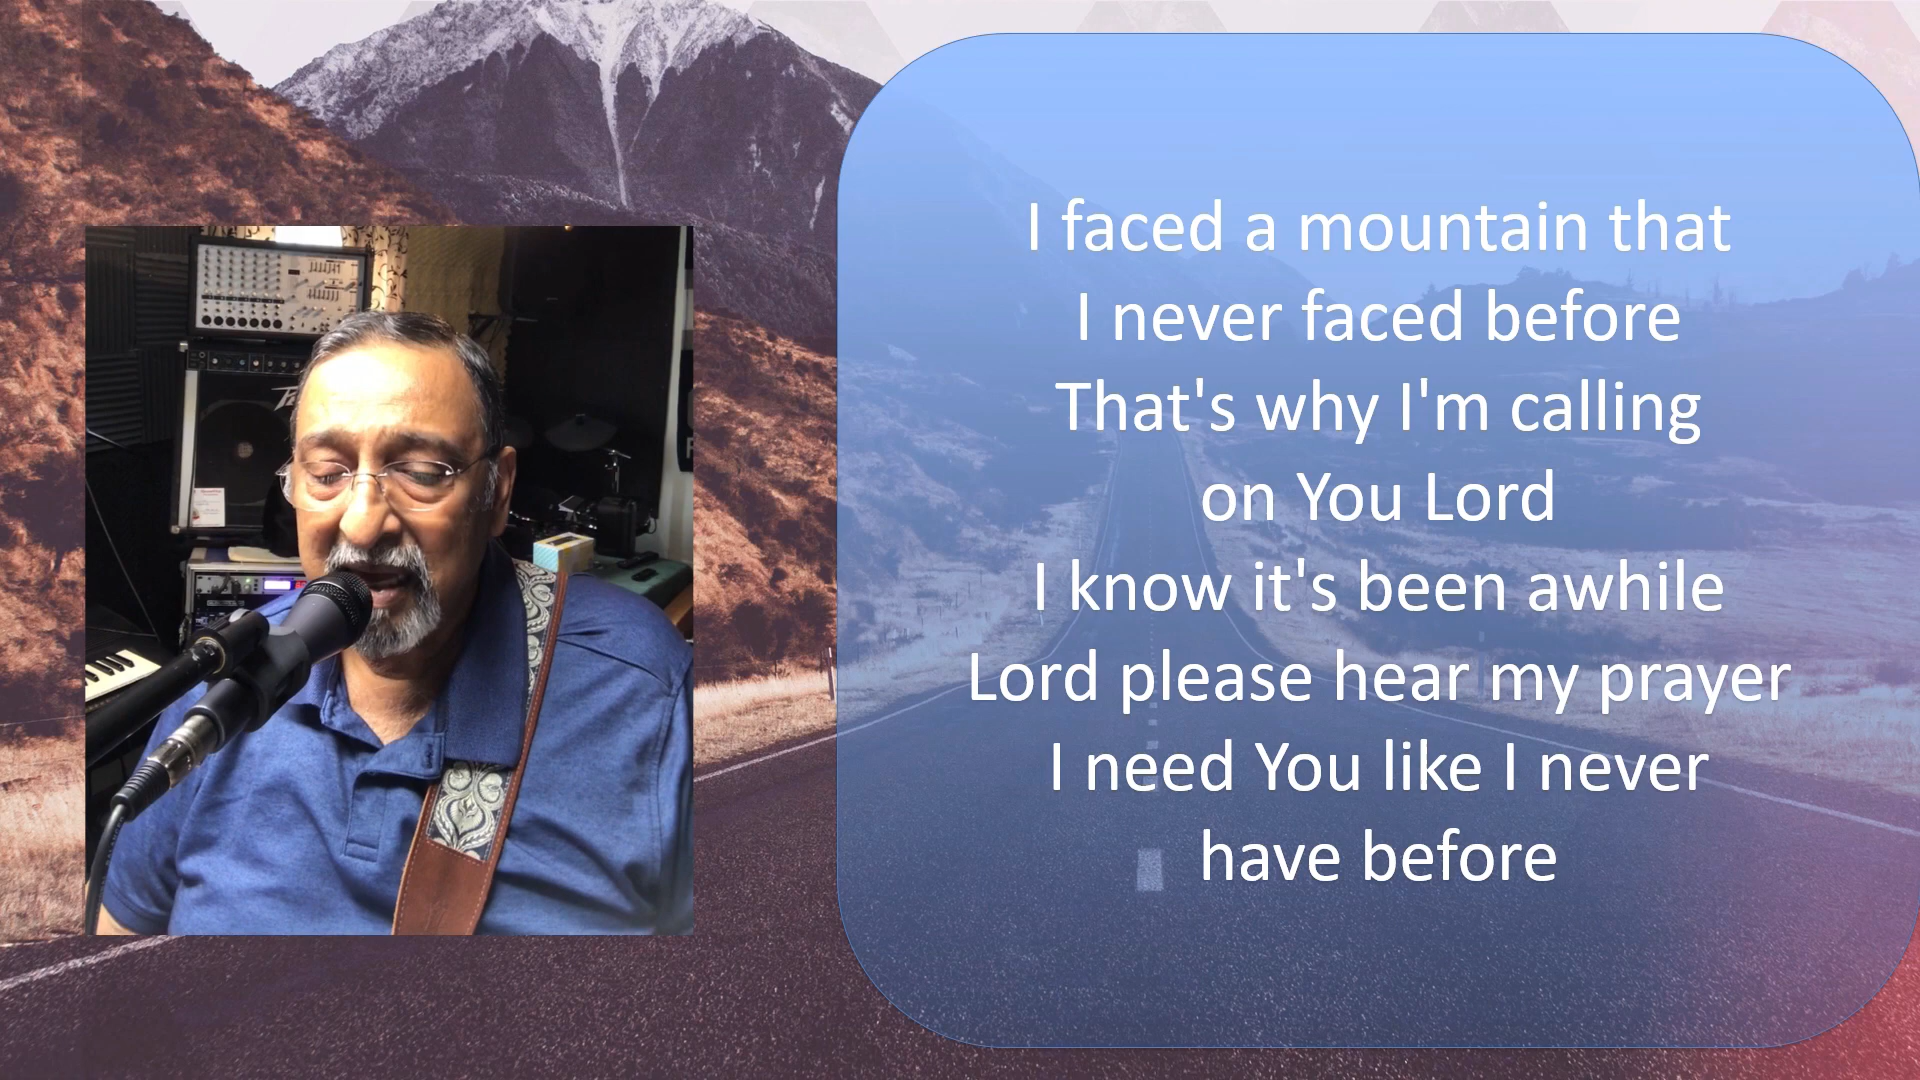 I faced a mountain that
I never faced before
That's why I'm calling
on You Lord
I know it's been awhile
Lord please hear my prayer
I need You like I never
have before